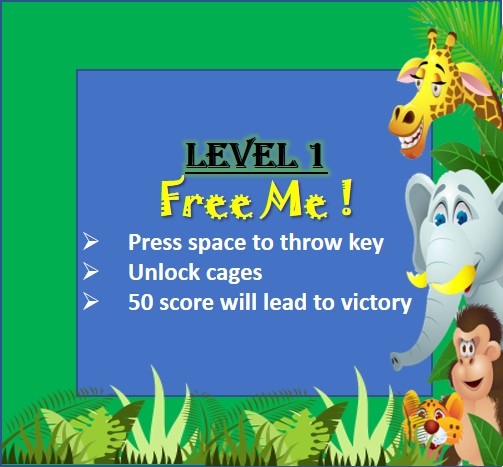 LEVEL 1
Free Me !
➢ Press space to throw key
➢ Unlock cages
➢ 50 score will lead to victory